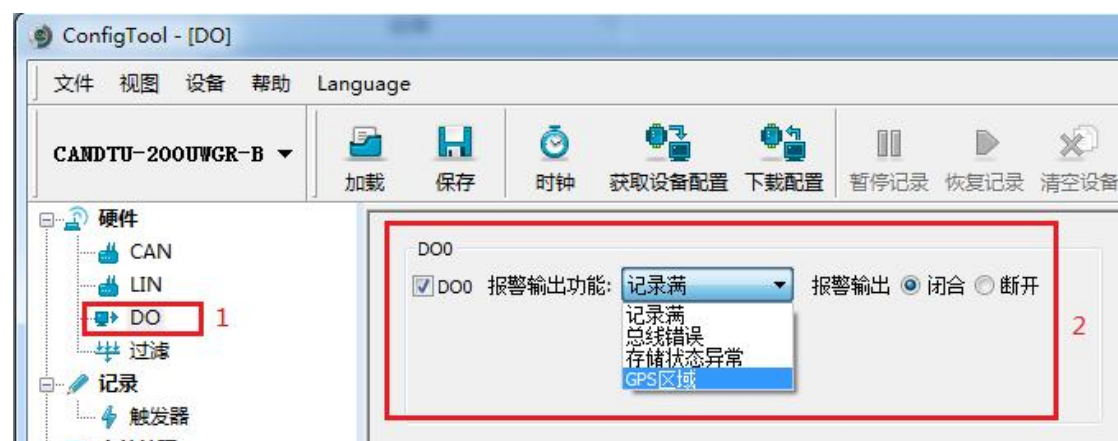 ConfigTool - [DO]
文件 视图 设备 帮助 Language
CANDTU-200UWGR-B
加载 保存 时钟 获取设备配置 下载配置 暂停记录 恢复记录 清空设备
硬件
CAN
LIN
DO 1
过滤
记录
触发器
DO0
DO0 报警输出功能: 记录满 报警输出 闭合 断开
记录满
总线错误
存储状态异常
GPS区域
2